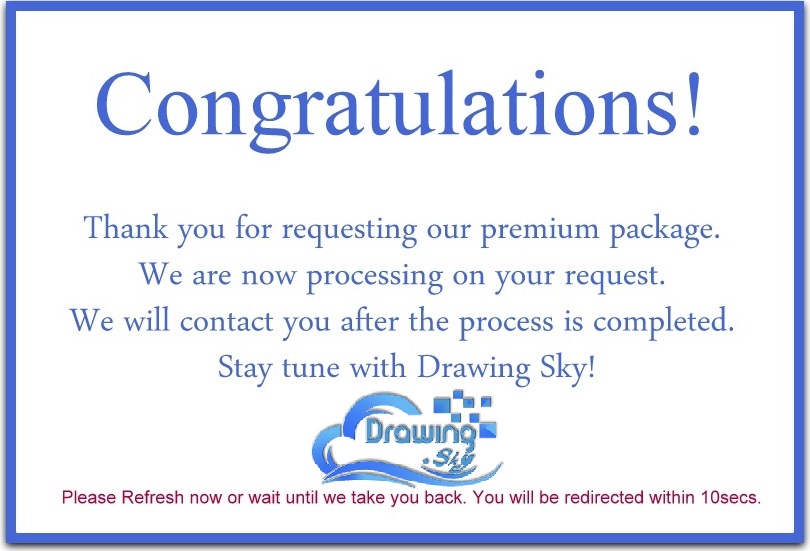 Congratulations!
Thank you for requesting our premium package.
We are now processing on your request.
We will contact you after the process is completed.
Stay tune with Drawing Sky!
Drawing
.Sky
Please Refresh now or wait until we take you back. You will be redirected within 10secs.